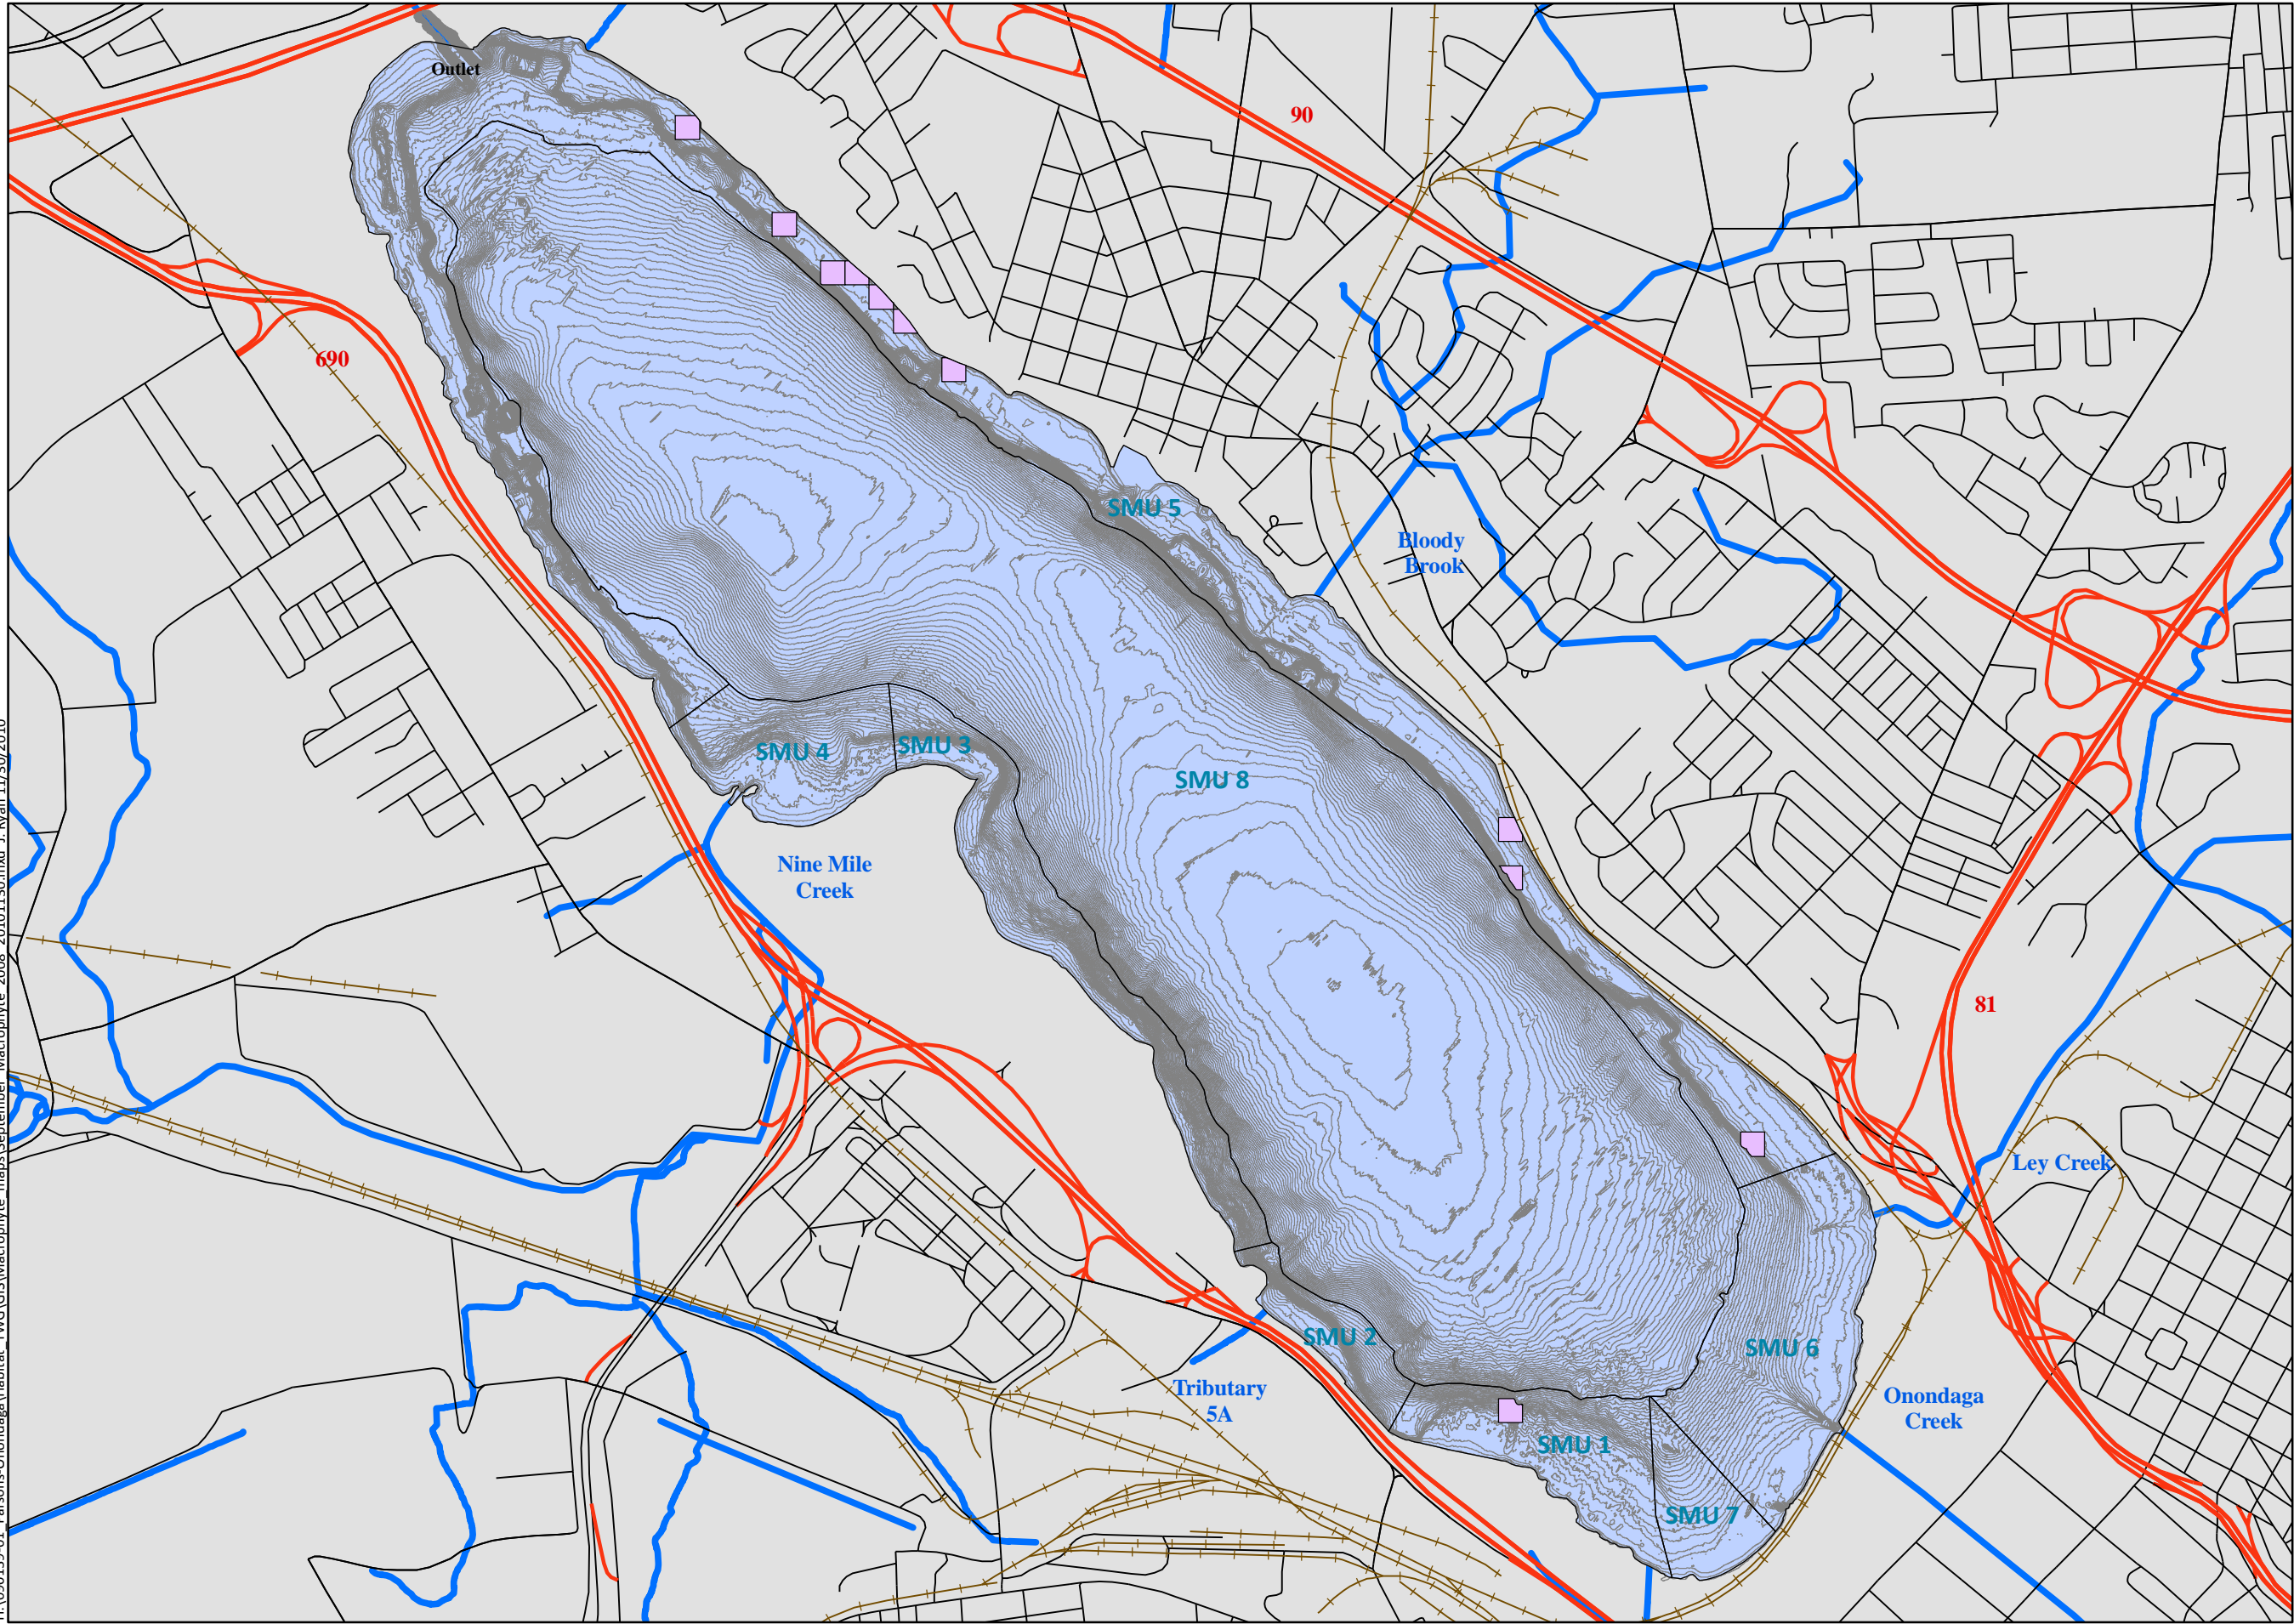 Outlet
90
690
SMU 5
Bloody
Brook
SMU 4
SMU 3
SMU 8
Nine Mile
Creek
81
Ley Creek
SMU 2
SMU 6
Tributary
5A
Onondaga
Creek
SMU 1
SMU 7